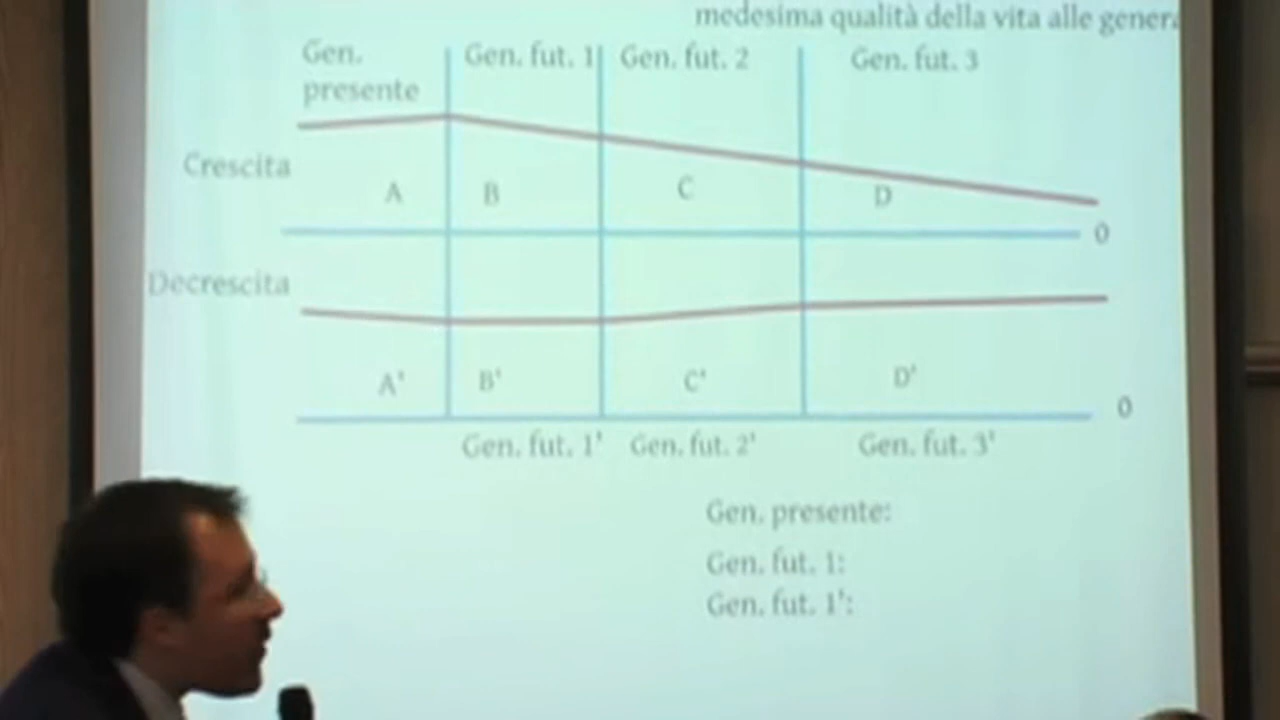 medesima qualità della vita alle gener
Gen. presente
Gen. fut. 1
Gen. fut. 2
Gen. fut. 3
Crescita
A
B
C
D
0
Decrescita
A'
B'
C'
D'
0
Gen. fut. 1'
Gen. fut. 2'
Gen. fut. 3'
Gen. presente:
Gen. fut. 1:
Gen. fut. 1':